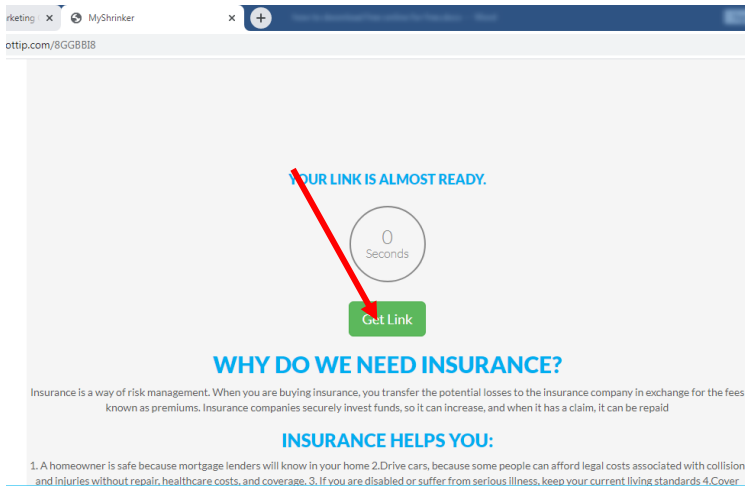 rketing
MyShrinker
ottip.com/8GGBBI8
YOUR LINK IS ALMOST READY.
0
Seconds
Get Link
WHY DO WE NEED INSURANCE?
Insurance is a way of risk management. When you are buying insurance, you transfer the potential losses to the insurance company in exchange for the fees
known as premiums. Insurance companies securely invest funds, so it can increase, and when it has a claim, it can be repaid
INSURANCE HELPS YOU:
1. A homeowner is safe because mortgage lenders will know in your home 2.Drive cars, because some people can afford legal costs associated with collision
and injuries without repair, healthcare costs, and coverage. 3. If you are disabled or suffer from serious illness, keep your current living standards 4.Cover